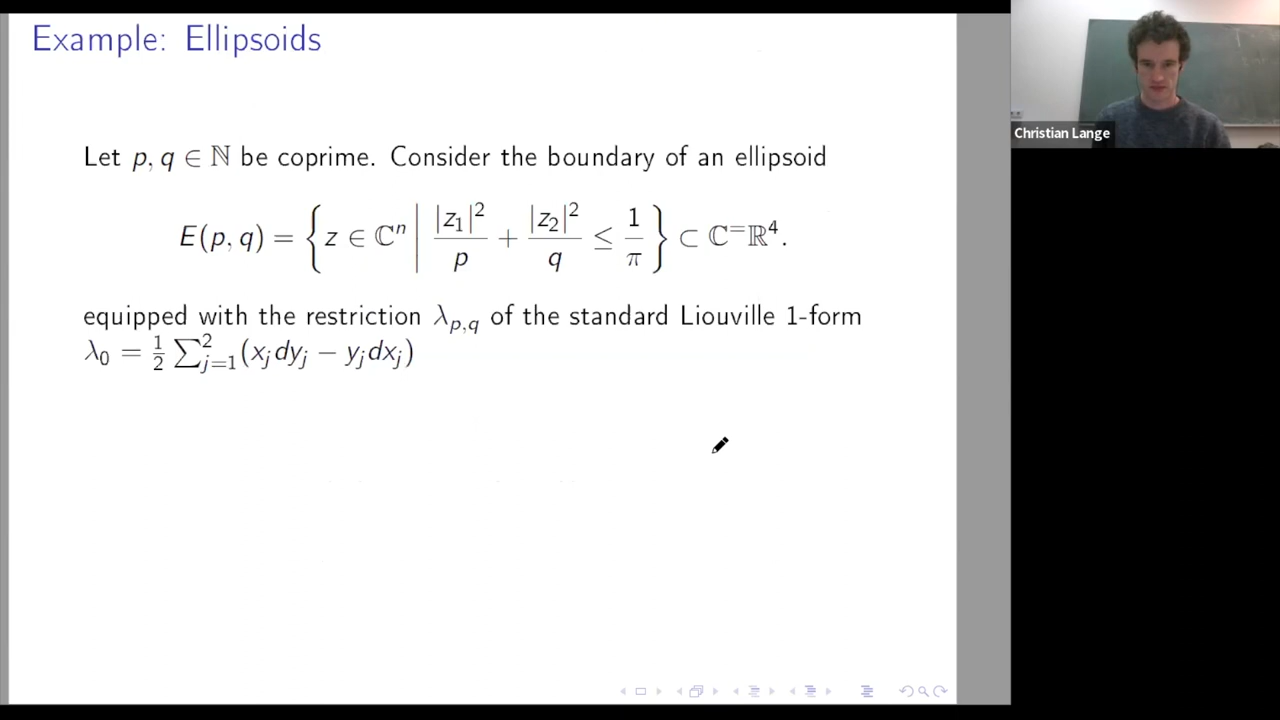 Example: Ellipsoids
Christian Lange
Let p, q ∈ ℕ be coprime. Consider the boundary of an ellipsoid
E(p, q) = { z ∈ ℂⁿ | |z₁|²/p + |z₂|²/q ≤ 1/π } ⊂ ℂ⁼ℝ⁴.
equipped with the restriction λ_{p,q} of the standard Liouville 1-form
λ₀ = ½ ∑²_{j=1}(x_j dy_j − y_j dx_j)